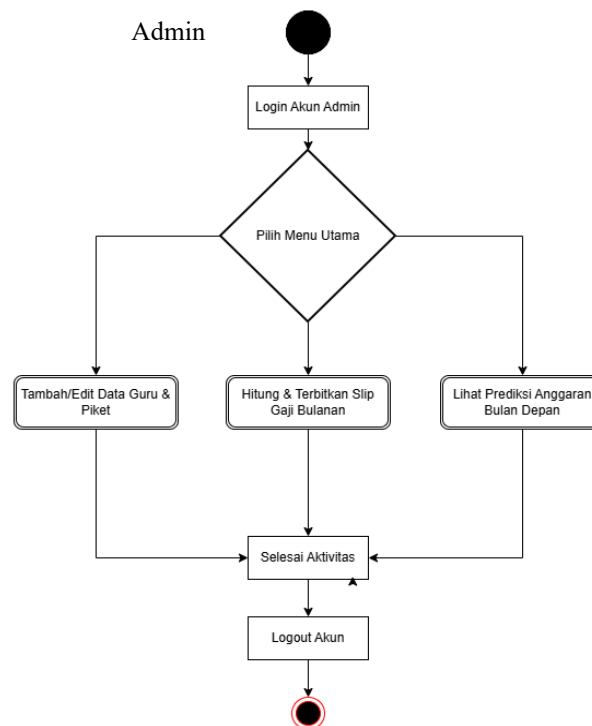 Admin
Login Akun Admin
Pilih Menu Utama
Tambah/Edit Data Guru &
Piket
Hitung & Terbitkan Slip
Gaji Bulanan
Lihat Prediksi Anggaran
Bulan Depan
Selesai Aktivitas
Logout Akun